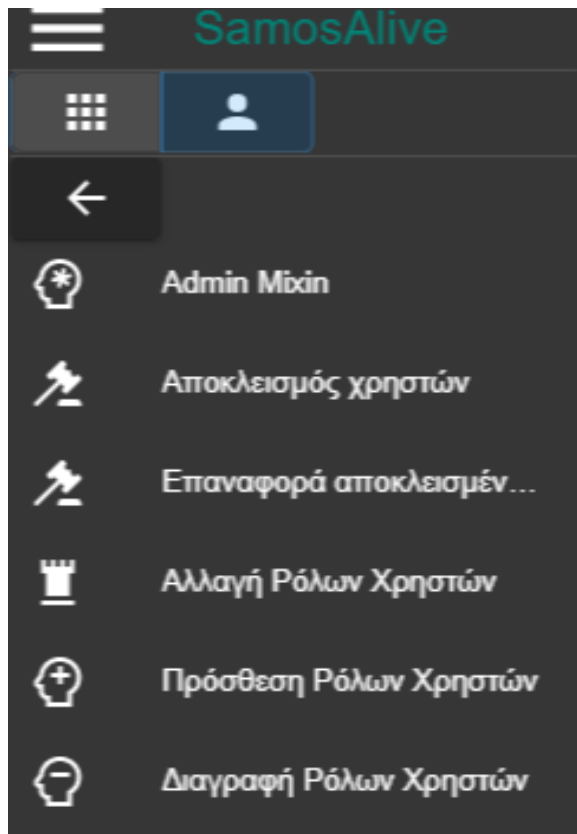 SamosAlive
Admin Mixin
Αποκλεισμός χρηστών
Επαναφορά αποκλεισμέν...
Αλλαγή Ρόλων Χρηστών
Πρόσθεση Ρόλων Χρηστών
Διαγραφή Ρόλων Χρηστών